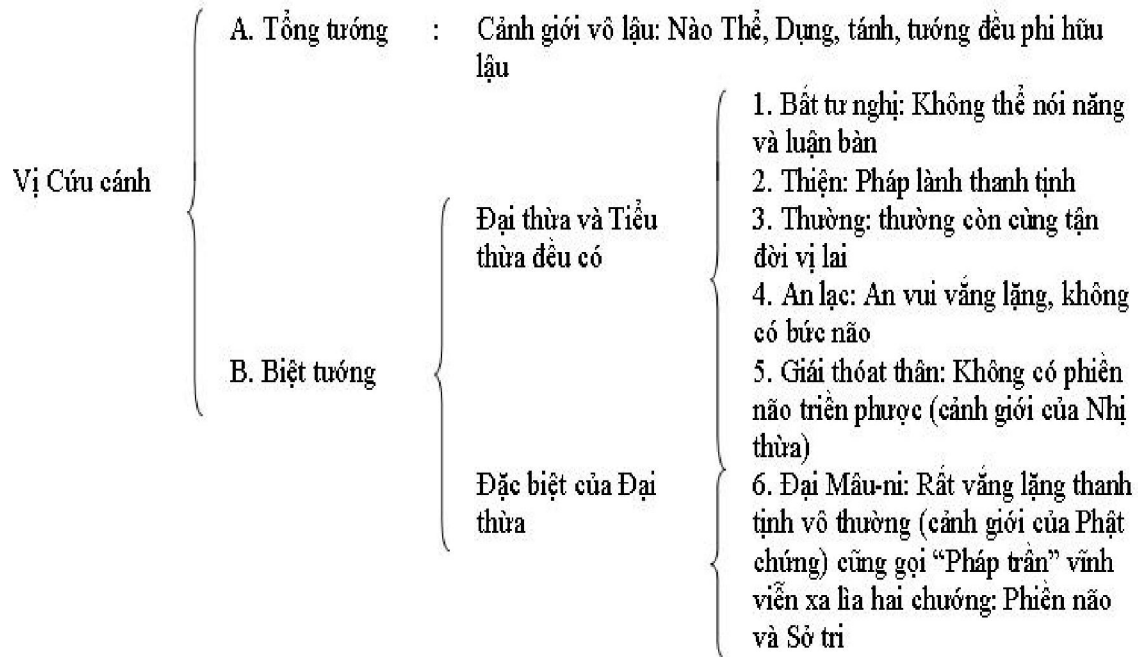 A. Tổng tướng : Cảnh giới vô lậu: Nào Thể, Dụng, tánh, tướng đều phi hữu
lậu
Vị Cứu cánh
B. Biệt tướng
Đại thừa và Tiểu
thừa đều có
1. Bất tư nghị: Không thể nói năng
và luận bàn
2. Thiện: Pháp lành thanh tịnh
3. Thường: thường còn cùng tận
đời vị lai
4. An lạc: An vui vắng lặng, không
có bức não
5. Giái thóat thân: Không có phiền
não triền phược (cảnh giới của Nhị
thừa)
Đặc biệt của Đại
thừa
6. Đại Mâu-ni: Rất vắng lặng thanh
tịnh vô thường (cảnh giới của Phật
chứng) cũng gọi “Pháp trần” vĩnh
viễn xa lìa hai chướng: Phiền não
và Sở tri